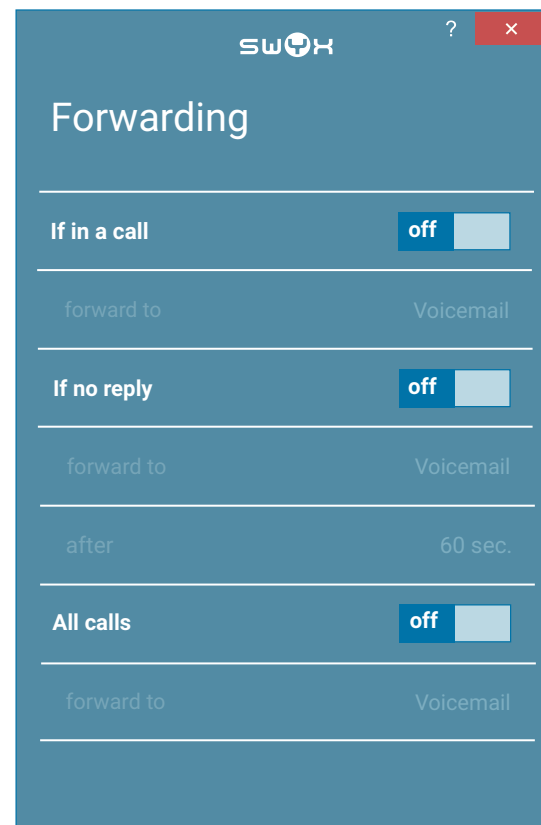 swyx
?
×
Forwarding
If in a call off
forward to Voicemail
If no reply off
forward to Voicemail
after 60 sec.
All calls off
forward to Voicemail